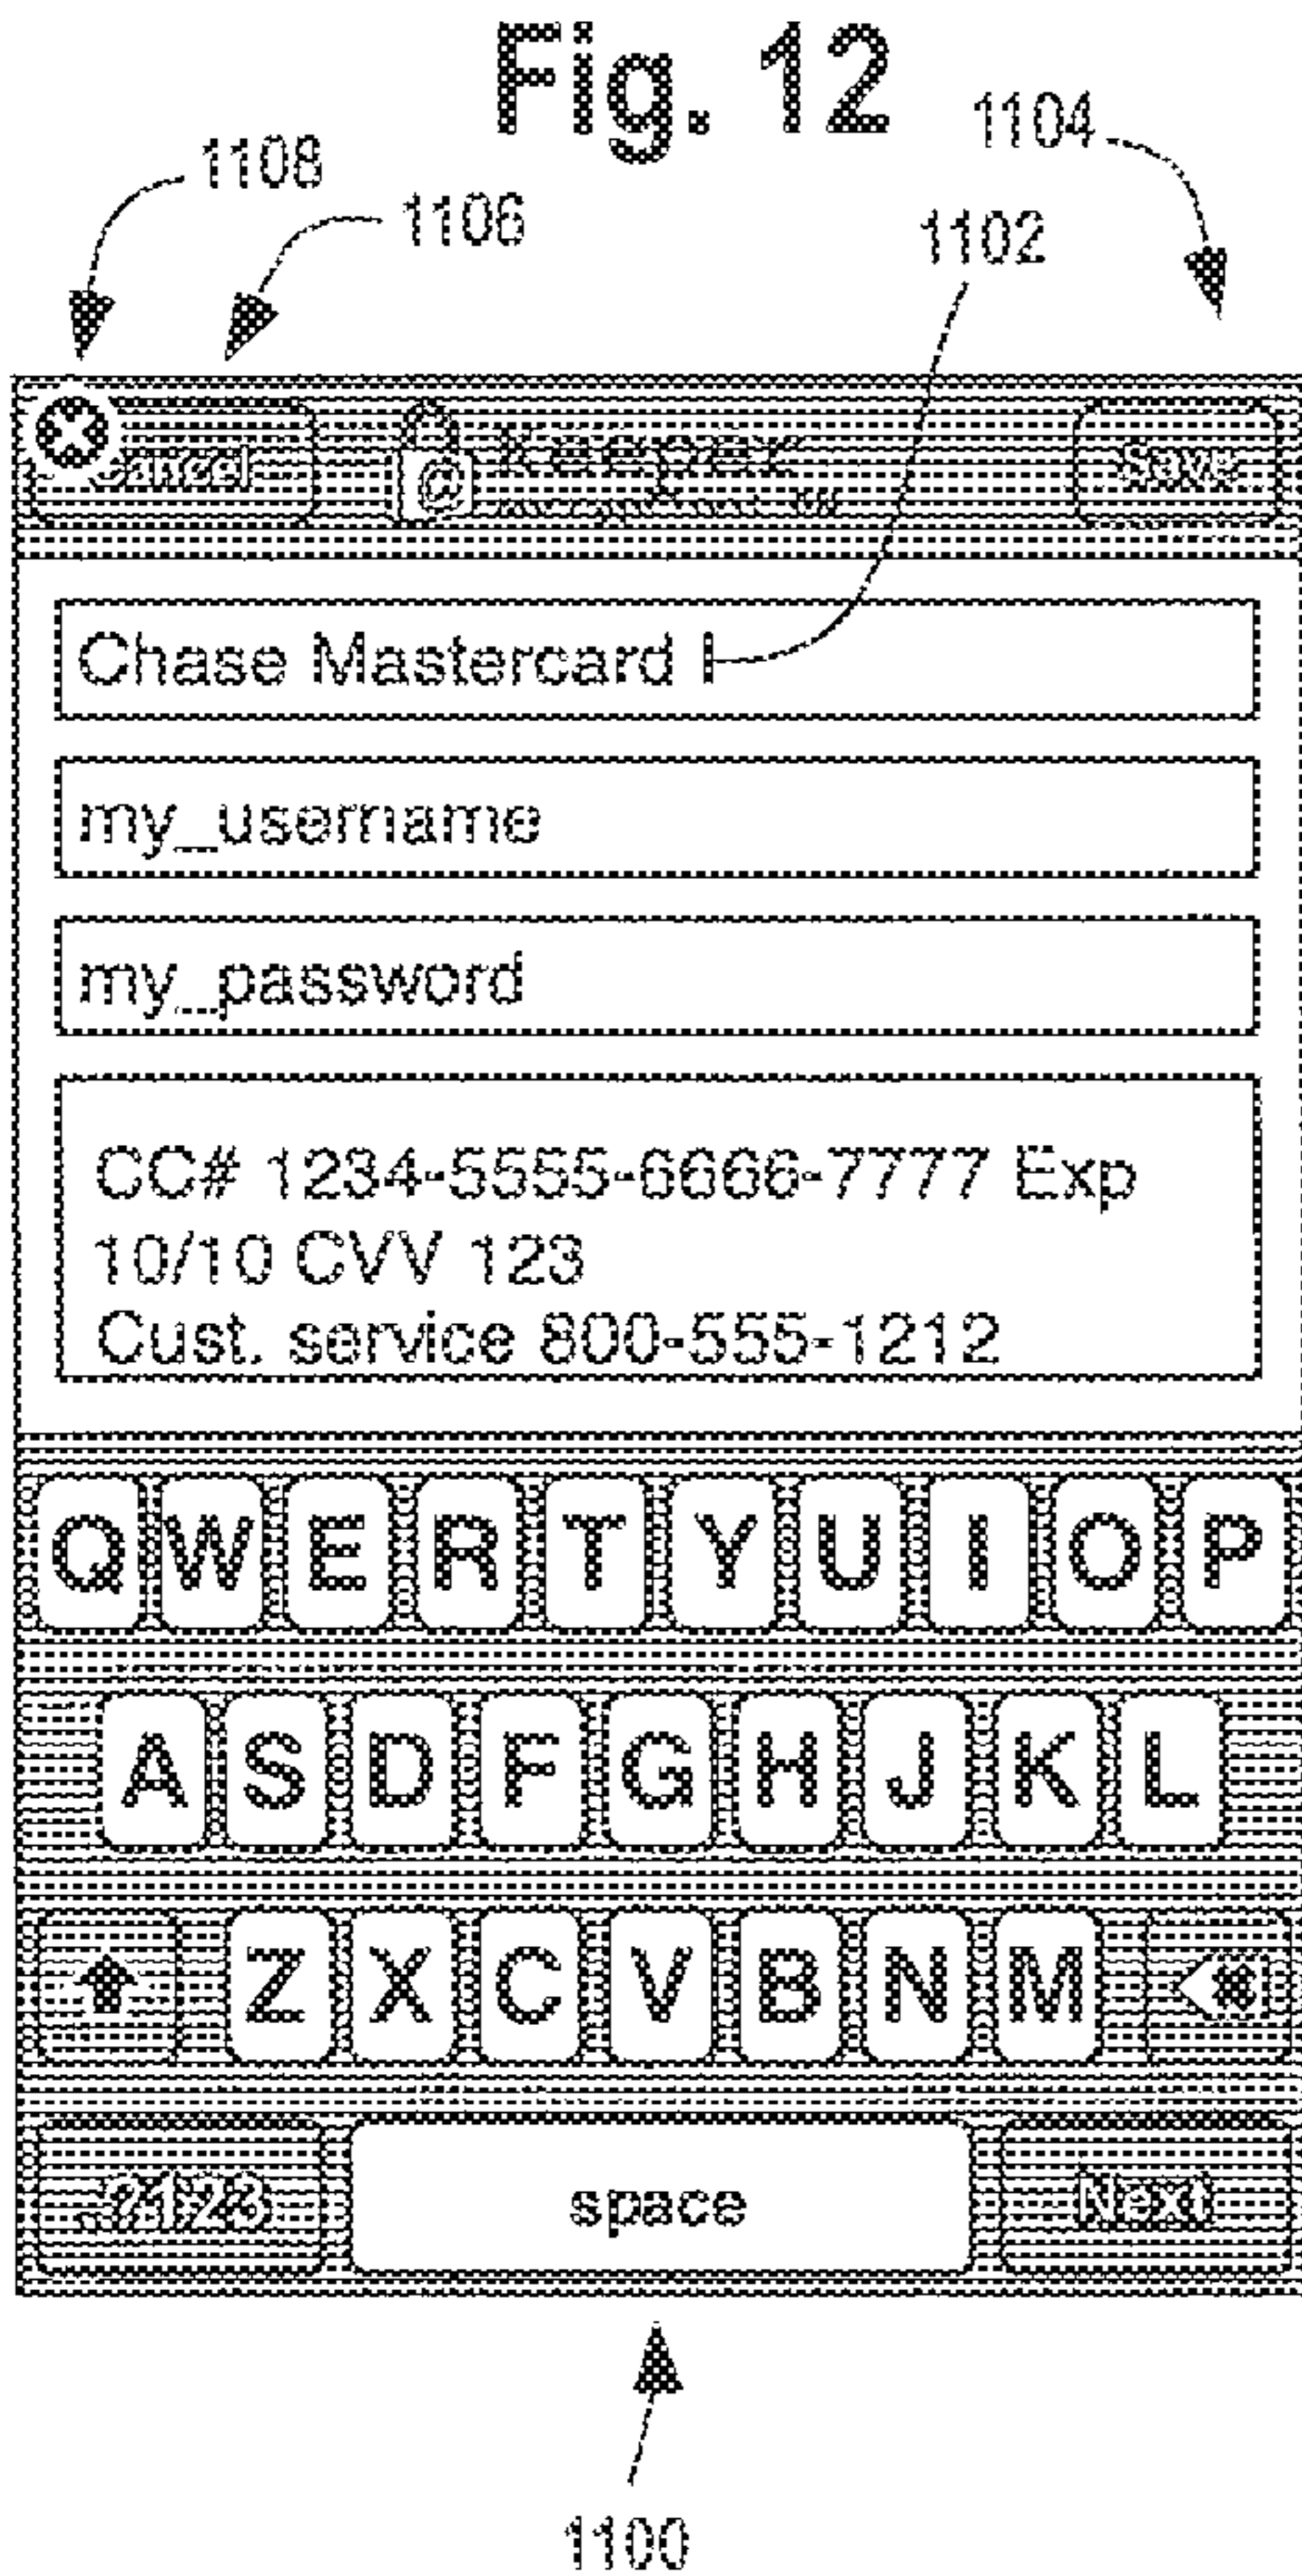 Fig. 12
1108
1106
1104
1102
Cancel
@
Save
Chase Mastercard
my_username
my_password
CC# 1234-5555-6666-7777 Exp
10/10 CVV 123
Cust. service 800-555-1212
Q W E R T Y U I O P
A S D F G H J K L
Z X C V B N M
.?123 space Next
1100